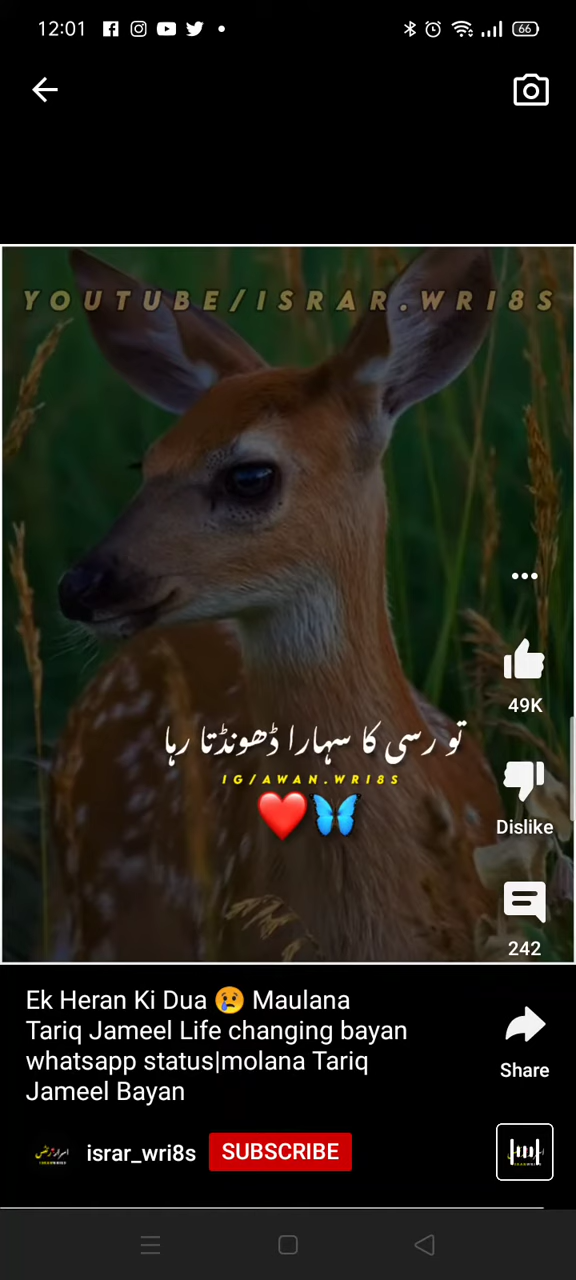 12:01
66
YOUTUBE/ISRAR.WRI8S
تو رسی کا سہارا ڈھونڈتا رہا
IG/AWAN.WRI8S
49K
Dislike
242
Ek Heran Ki Dua 😢 Maulana
Tariq Jameel Life changing bayan
whatsapp status|molana Tariq
Jameel Bayan
Share
israr_wri8s
SUBSCRIBE